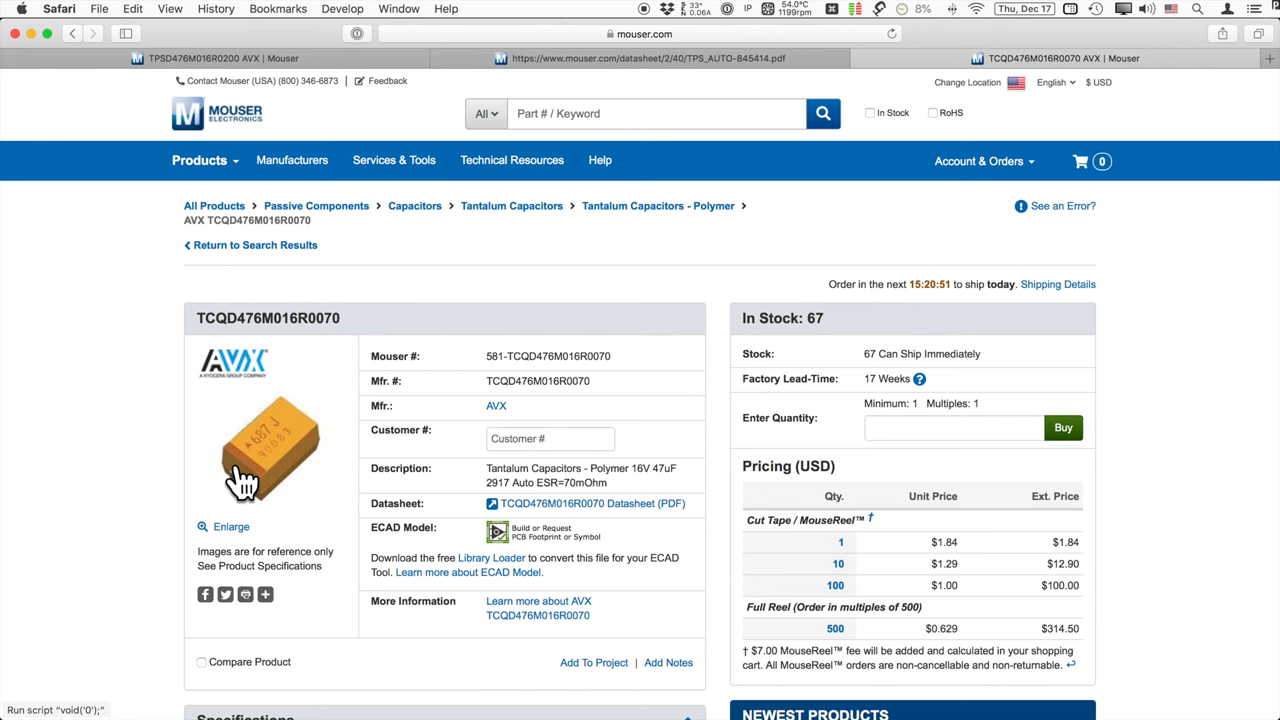 Safari File Edit View History Bookmarks Develop Window Help 33° 0.06A IP 54.0°C 1199rpm 8% Thu, Dec 17
mouser.com
TPSD476M016R0200 AVX | Mouser
https://www.mouser.com/datasheet/2/40/TPS_AUTO-845414.pdf
TCQD476M016R0070 AVX | Mouser
Contact Mouser (USA) (800) 346-6873 | Feedback
Change Location English $ USD
M MOUSER ELECTRONICS
All Part # / Keyword
In Stock RoHS
Products Manufacturers Services & Tools Technical Resources Help
Account & Orders 0
All Products > Passive Components > Capacitors > Tantalum Capacitors > Tantalum Capacitors - Polymer >
AVX TCQD476M016R0070
See an Error?
Return to Search Results
Order in the next 15:20:51 to ship today. Shipping Details
TCQD476M016R0070
AVX
A KYOCERA GROUP COMPANY
687J
90083
Enlarge
Images are for reference only
See Product Specifications
Mouser #: 581-TCQD476M016R0070
Mfr. #: TCQD476M016R0070
Mfr.: AVX
Customer #: Customer #
Description: Tantalum Capacitors - Polymer 16V 47uF
2917 Auto ESR=70mOhm
Datasheet: TCQD476M016R0070 Datasheet (PDF)
ECAD Model: Build or Request
PCB Footprint or Symbol
Download the free Library Loader to convert this file for your ECAD
Tool. Learn more about ECAD Model.
More Information Learn more about AVX
TCQD476M016R0070
Compare Product
Add To Project | Add Notes
In Stock: 67
Stock: 67 Can Ship Immediately
Factory Lead-Time: 17 Weeks
Minimum: 1 Multiples: 1
Enter Quantity: Buy
Pricing (USD)
Qty. Unit Price Ext. Price
Cut Tape / MouseReel™ †
1 $1.84 $1.84
10 $1.29 $12.90
100 $1.00 $100.00
Full Reel (Order in multiples of 500)
500 $0.629 $314.50
† $7.00 MouseReel™ fee will be added and calculated in your shopping
cart. All MouseReel™ orders are non-cancellable and non-returnable.
Specifications
NEWEST PRODUCTS
Run script "void('0');"